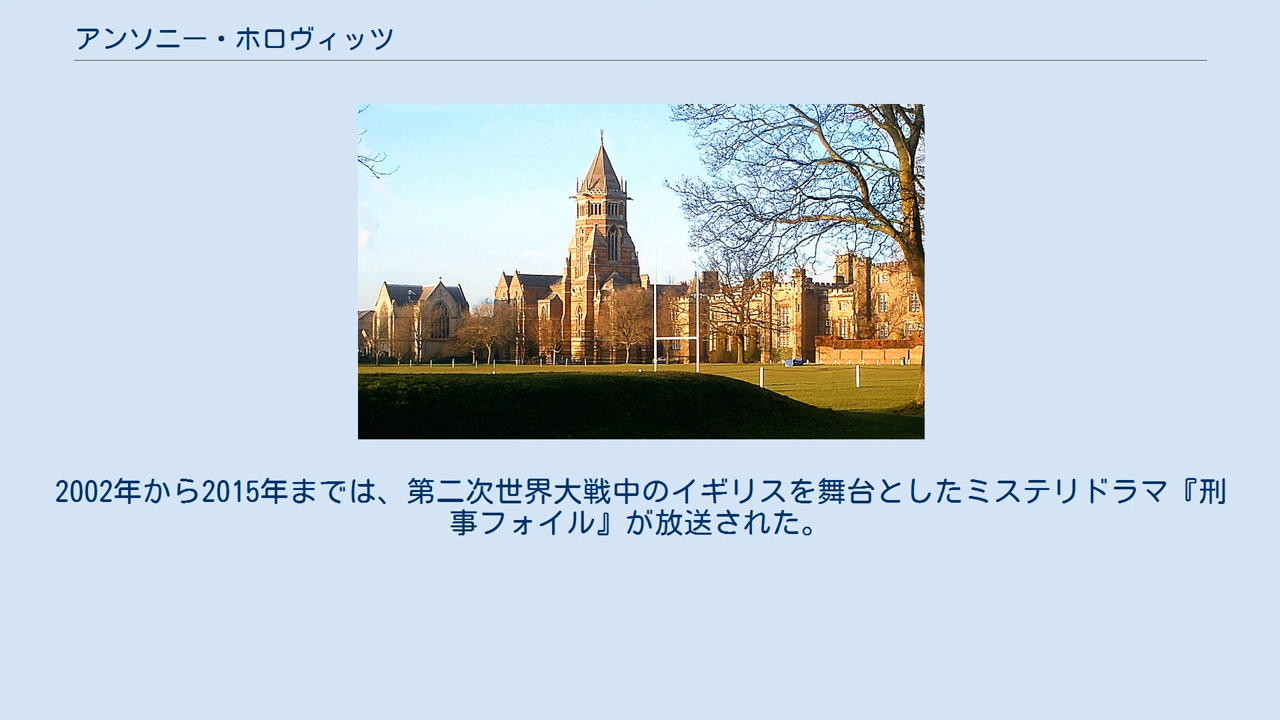 アンソニー・ホロヴィッツ
2002年から2015年までは、第二次世界大戦中のイギリスを舞台としたミステリドラマ『刑
事フォイル』が放送された。